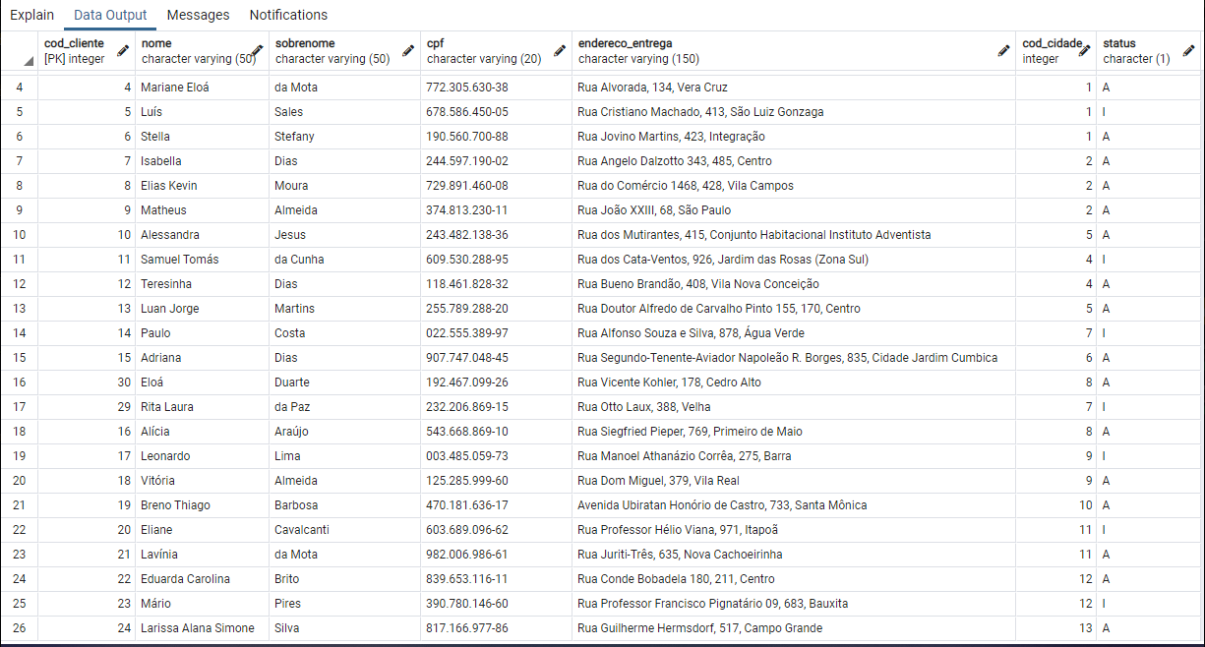 Explain Data Output Messages Notifications
cod_cliente nome sobrenome cpf endereco_entrega cod_cidade status
[PK] integer character varying (50) character varying (50) character varying (20) character varying (150) integer character (1)
4 4 Mariane Eloá da Mota 772.305.630-38 Rua Alvorada, 134, Vera Cruz 1 A
5 5 Luís Sales 678.586.450-05 Rua Cristiano Machado, 413, São Luiz Gonzaga 1 I
6 6 Stella Stefany 190.560.700-88 Rua Jovino Martins, 423, Integração 1 A
7 7 Isabella Dias 244.597.190-02 Rua Angelo Dalzotto 343, 485, Centro 2 A
8 8 Elias Kevin Moura 729.891.460-08 Rua do Comércio 1468, 428, Vila Campos 2 A
9 9 Matheus Almeida 374.813.230-11 Rua João XXIII, 68, São Paulo 2 A
10 10 Alessandra Jesus 243.482.138-36 Rua dos Mutirantes, 415, Conjunto Habitacional Instituto Adventista 5 A
11 11 Samuel Tomás da Cunha 609.530.288-95 Rua dos Cata-Ventos, 926, Jardim das Rosas (Zona Sul) 4 I
12 12 Teresinha Dias 118.461.828-32 Rua Bueno Brandão, 408, Vila Nova Conceição 4 A
13 13 Luan Jorge Martins 255.789.288-20 Rua Doutor Alfredo de Carvalho Pinto 155, 170, Centro 5 A
14 14 Paulo Costa 022.555.389-97 Rua Alfonso Souza e Silva, 878, Água Verde 7 I
15 15 Adriana Dias 907.747.048-45 Rua Segundo-Tenente-Aviador Napoleão R. Borges, 835, Cidade Jardim Cumbica 6 A
16 30 Eloá Duarte 192.467.099-26 Rua Vicente Kohler, 178, Cedro Alto 8 A
17 29 Rita Laura da Paz 232.206.869-15 Rua Otto Laux, 388, Velha 7 I
18 16 Alícia Araújo 543.668.869-10 Rua Siegfried Pieper, 769, Primeiro de Maio 8 A
19 17 Leonardo Lima 003.485.059-73 Rua Manoel Athanázio Corrêa, 275, Barra 9 I
20 18 Vitória Almeida 125.285.999-60 Rua Dom Miguel, 379, Vila Real 9 A
21 19 Breno Thiago Barbosa 470.181.636-17 Avenida Ubiratan Honório de Castro, 733, Santa Mônica 10 A
22 20 Eliane Cavalcanti 603.689.096-62 Rua Professor Hélio Viana, 971, Itapoã 11 I
23 21 Lavínia da Mota 982.006.986-61 Rua Juriti-Três, 635, Nova Cachoeirinha 11 A
24 22 Eduarda Carolina Brito 839.653.116-11 Rua Conde Bobadela 180, 211, Centro 12 A
25 23 Mário Pires 390.780.146-60 Rua Professor Francisco Pignatário 09, 683, Bauxita 12 I
26 24 Larissa Alana Simone Silva 817.166.977-86 Rua Guilherme Hermsdorf, 517, Campo Grande 13 A